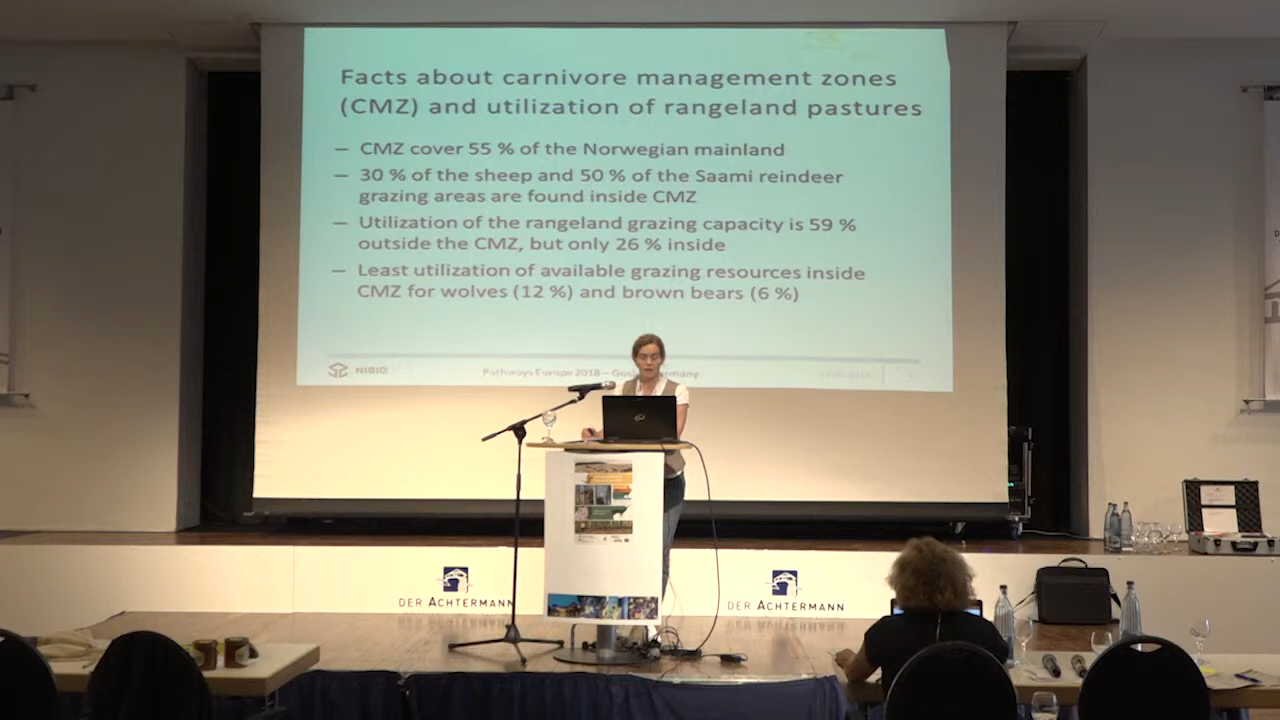 Facts about carnivore management zones
(CMZ) and utilization of rangeland pastures
– CMZ cover 55 % of the Norwegian mainland
– 30 % of the sheep and 50 % of the Saami reindeer
grazing areas are found inside CMZ
– Utilization of the rangeland grazing capacity is 59 %
outside the CMZ, but only 26 % inside
– Least utilization of available grazing resources inside
CMZ for wolves (12 %) and brown bears (6 %)
NIBIO
Pathways Europe 2018 – Gosl
many
DER ACHTERMANN
DER ACHTERMANN